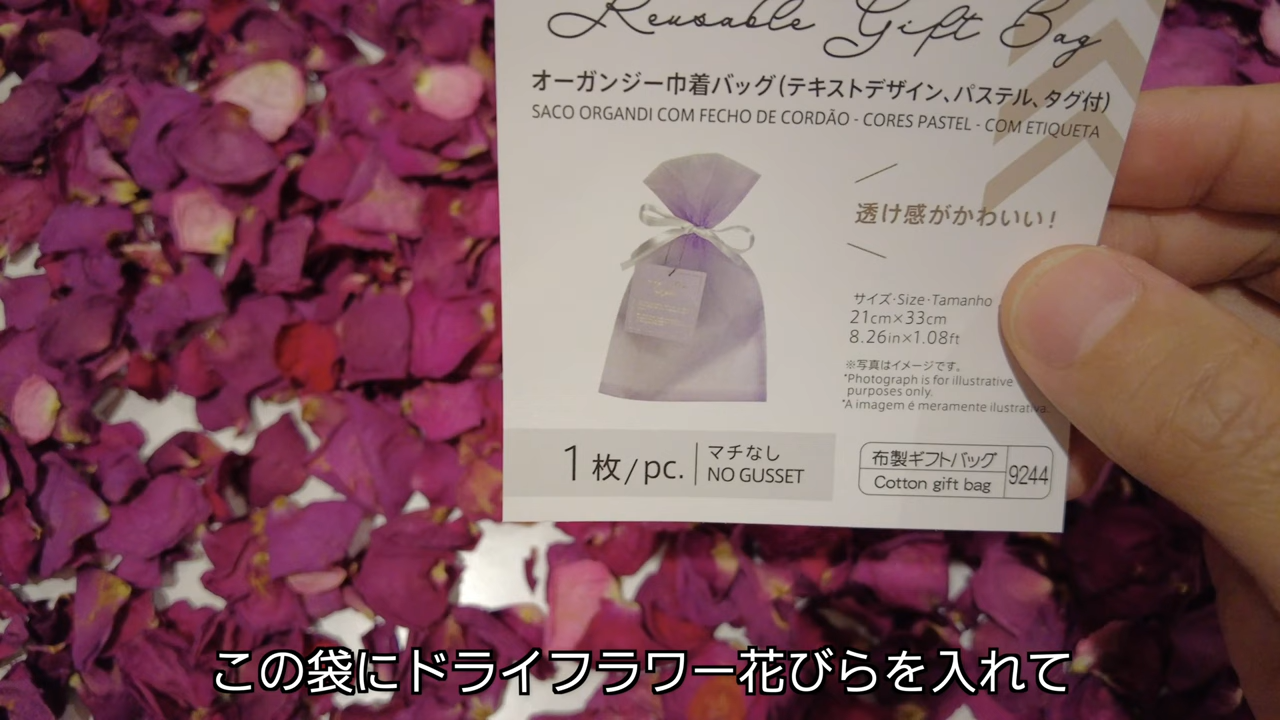 Reusable Gift Bag
オーガンジー巾着バッグ(テキストデザイン、パステル、タグ付)
SACO ORGANDI COM FECHO DE CORDÃO - CORES PASTEL - COM ETIQUETA
透け感がかわいい!
サイズ・Size・Tamanho
21cm×33cm
8.26in×1.08ft
※写真はイメージです。
*Photograph is for illustrative
purposes only.
*A imagem é meramente ilustrativa.
1枚/pc.
マチなし
NO GUSSET
布製ギフトバッグ
Cotton gift bag
9244
この袋にドライフラワー花びらを入れて